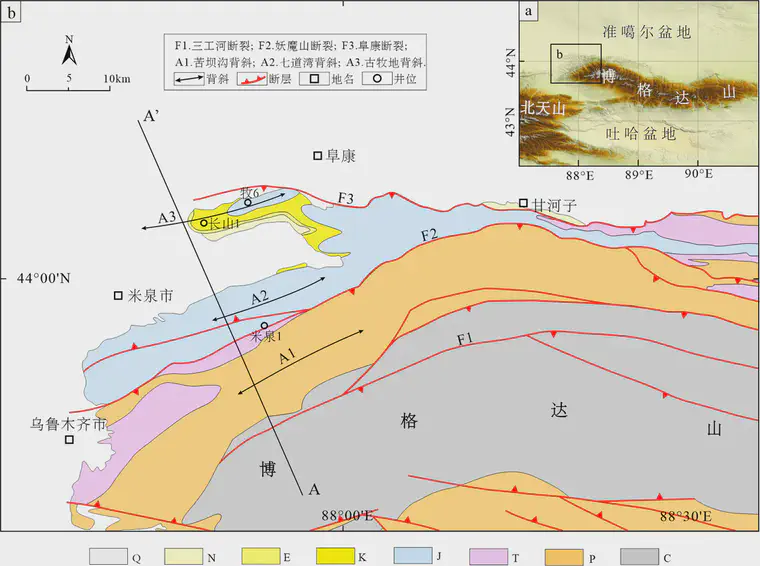 b
N
0 5 10km
F1.三工河断裂; F2.妖魔山断裂; F3.阜康断裂;
A1.苦坝沟背斜; A2.七道湾背斜; A3.古牧地背斜.
背斜 断层 地名 井位
a
准噶尔盆地
b
44°N
博格达山
北天山
43°N
吐哈盆地
88°E 89°E 90°E
A'
阜康
牧6
F3
甘河子
A3
长山1
F2
44°00'N
米泉市
A2
米泉1
A1
F1
乌鲁木齐市
博格达山
A
88°00'E
88°30'E
Q N E K J T P C